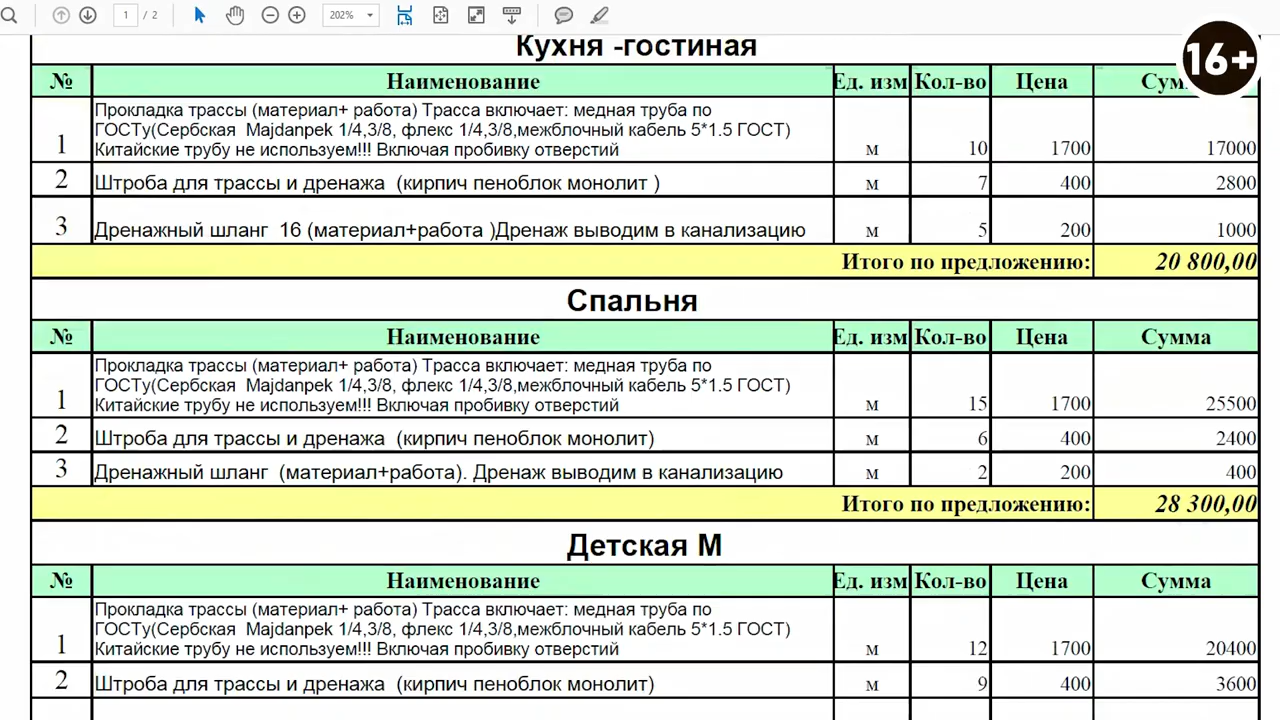 1 / 2 202%
16+
Кухня -гостиная
№ Наименование Ед. изм Кол-во Цена
Прокладка трассы (материал+ работа) Трасса включает: медная труба по
ГОСТу(Сербская Majdanpek 1/4,3/8, флекс 1/4,3/8,межблочный кабель 5*1.5 ГОСТ)
1 Китайские трубу не используем!!! Включая пробивку отверстий м 10 1700 17000
2 Штроба для трассы и дренажа (кирпич пеноблок монолит ) м 7 400 2800
3 Дренажный шланг 16 (материал+работа )Дренаж выводим в канализацию м 5 200 1000
Итого по предложению: 20 800,00
Спальня
№ Наименование Ед. изм Кол-во Цена Сумма
Прокладка трассы (материал+ работа) Трасса включает: медная труба по
ГОСТу(Сербская Majdanpek 1/4,3/8, флекс 1/4,3/8,межблочный кабель 5*1.5 ГОСТ)
1 Китайские трубу не используем!!! Включая пробивку отверстий м 15 1700 25500
2 Штроба для трассы и дренажа (кирпич пеноблок монолит) м 6 400 2400
3 Дренажный шланг (материал+работа). Дренаж выводим в канализацию м 2 200 400
Итого по предложению: 28 300,00
Детская М
№ Наименование Ед. изм Кол-во Цена Сумма
Прокладка трассы (материал+ работа) Трасса включает: медная труба по
ГОСТу(Сербская Majdanpek 1/4,3/8, флекс 1/4,3/8,межблочный кабель 5*1.5 ГОСТ)
1 Китайские трубу не используем!!! Включая пробивку отверстий м 12 1700 20400
2 Штроба для трассы и дренажа (кирпич пеноблок монолит) м 9 400 3600